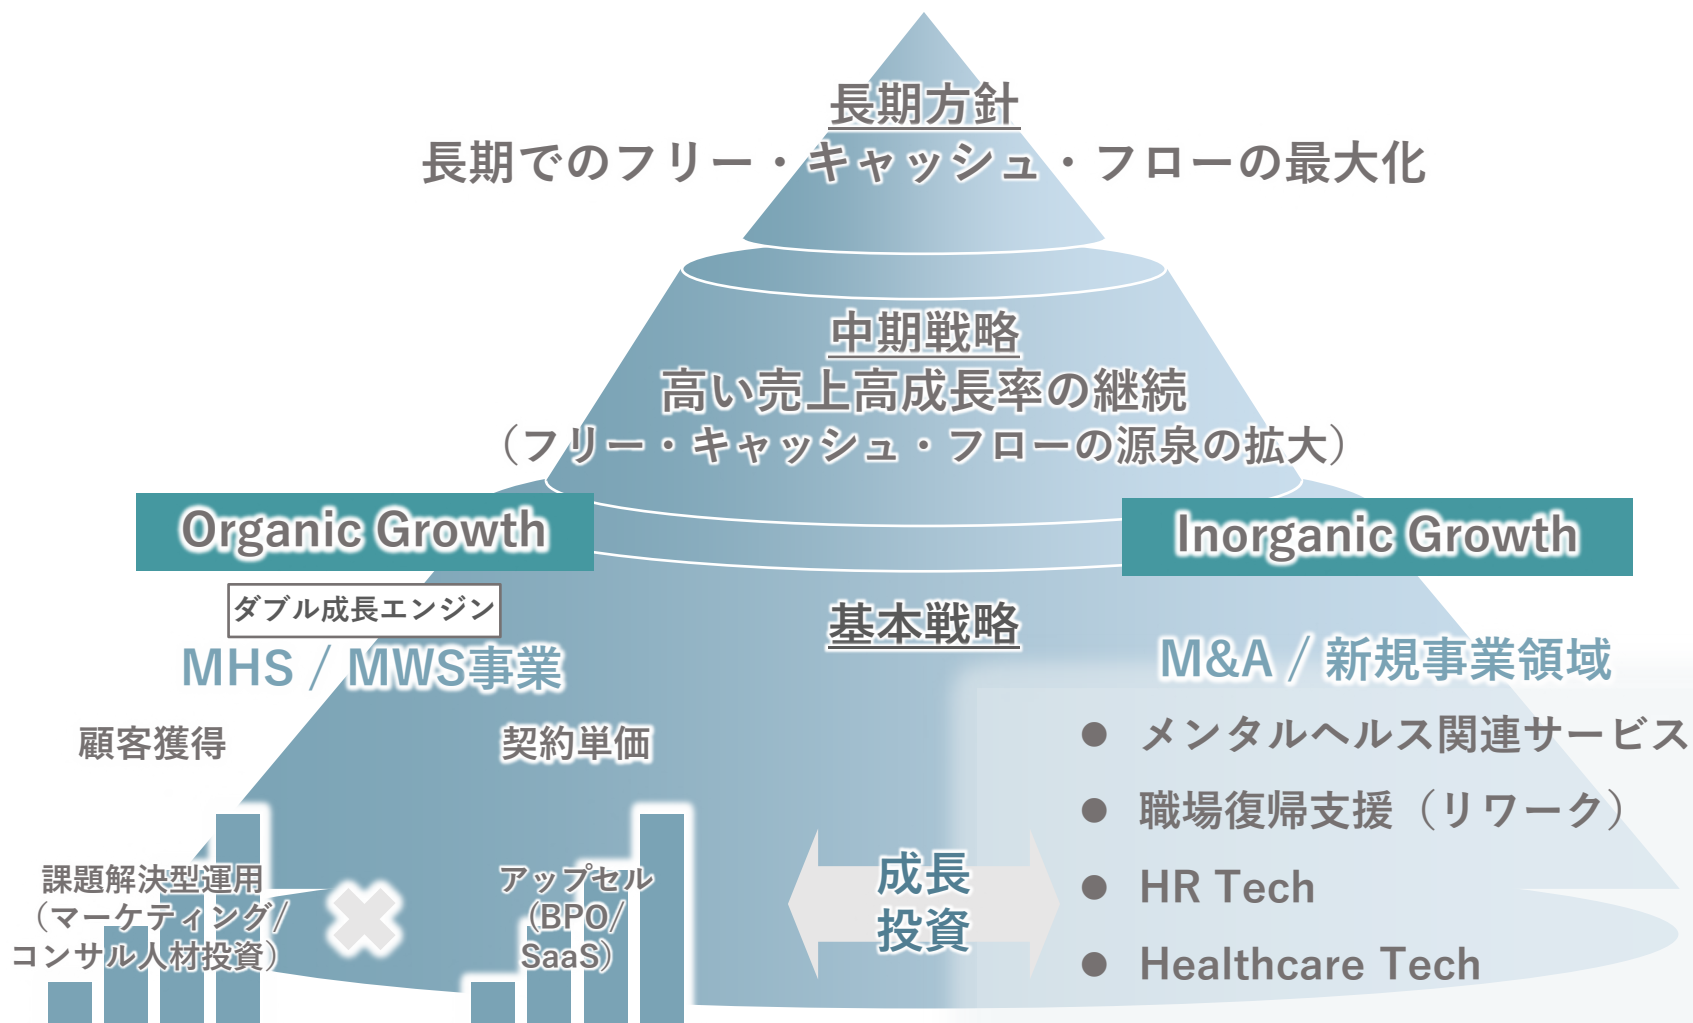 長期方針
長期でのフリー・キャッシュ・フローの最大化
中期戦略
高い売上高成長率の継続
（フリー・キャッシュ・フローの源泉の拡大）
Organic Growth
Inorganic Growth
基本戦略
ダブル成長エンジン
MHS / MWS事業
顧客獲得
契約単価
課題解決型運用
（マーケティング/
コンサル人材投資）
アップセル
（BPO/
SaaS）
成長
投資
M&A / 新規事業領域
● メンタルヘルス関連サービス
● 職場復帰支援（リワーク）
● HR Tech
● Healthcare Tech